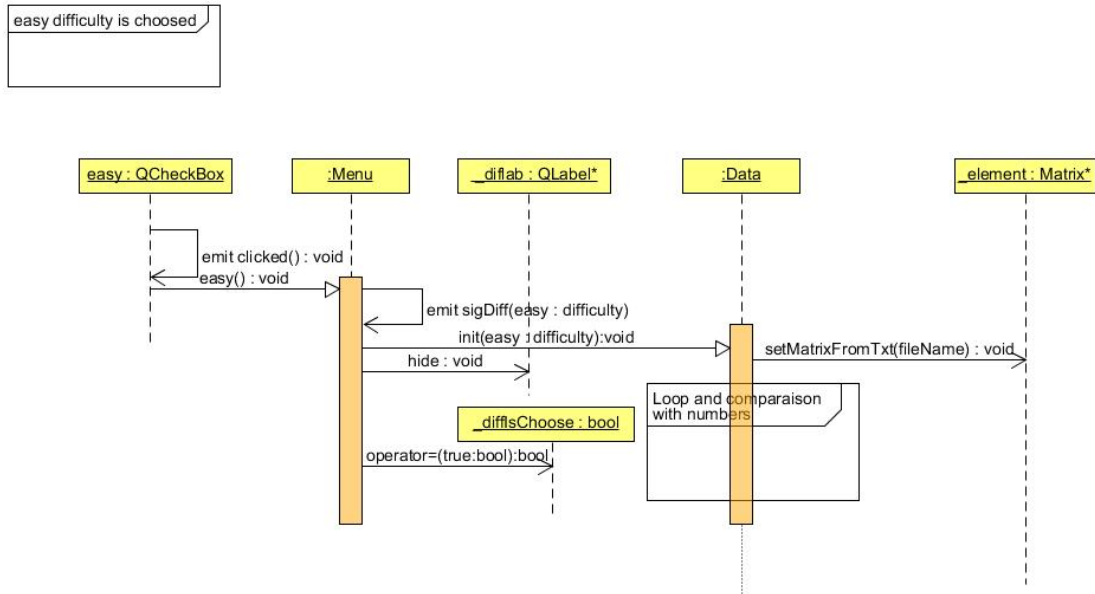 easy difficulty is choosed
easy : QCheckBox
:Menu
_diflab : QLabel*
:Data
_element : Matrix*
emit clicked() : void
easy() : void
emit sigDiff(easy : difficulty)
init(easy : difficulty):void
setMatrixFromTxt(fileName) : void
hide : void
Loop and comparaison
with numbers
_diffIsChoose : bool
operator=(true:bool):bool